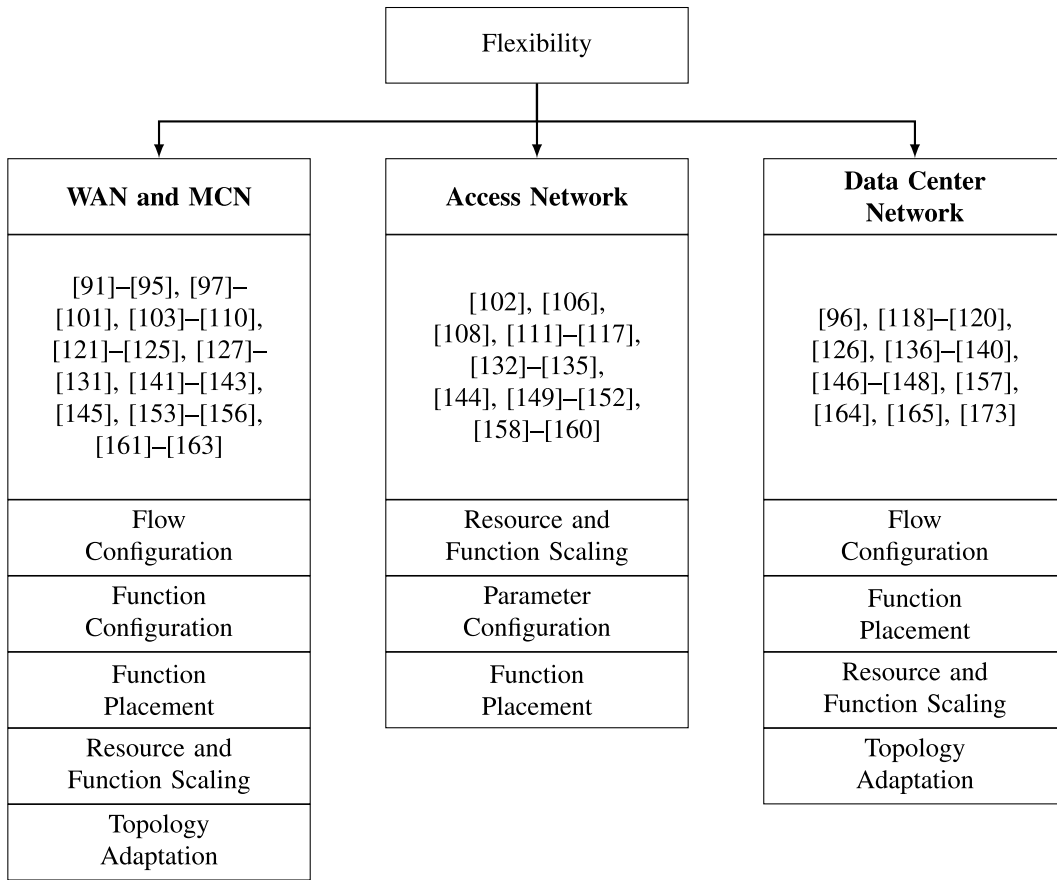 Flexibility
WAN and MCN
[91]–[95], [97]–
[101], [103]–[110],
[121]–[125], [127]–
[131], [141]–[143],
[145], [153]–[156],
[161]–[163]
Flow
Configuration
Function
Configuration
Function
Placement
Resource and
Function Scaling
Topology
Adaptation
Access Network
[102], [106],
[108], [111]–[117],
[132]–[135],
[144], [149]–[152],
[158]–[160]
Resource and
Function Scaling
Parameter
Configuration
Function
Placement
Data Center
Network
[96], [118]–[120],
[126], [136]–[140],
[146]–[148], [157],
[164], [165], [173]
Flow
Configuration
Function
Placement
Resource and
Function Scaling
Topology
Adaptation